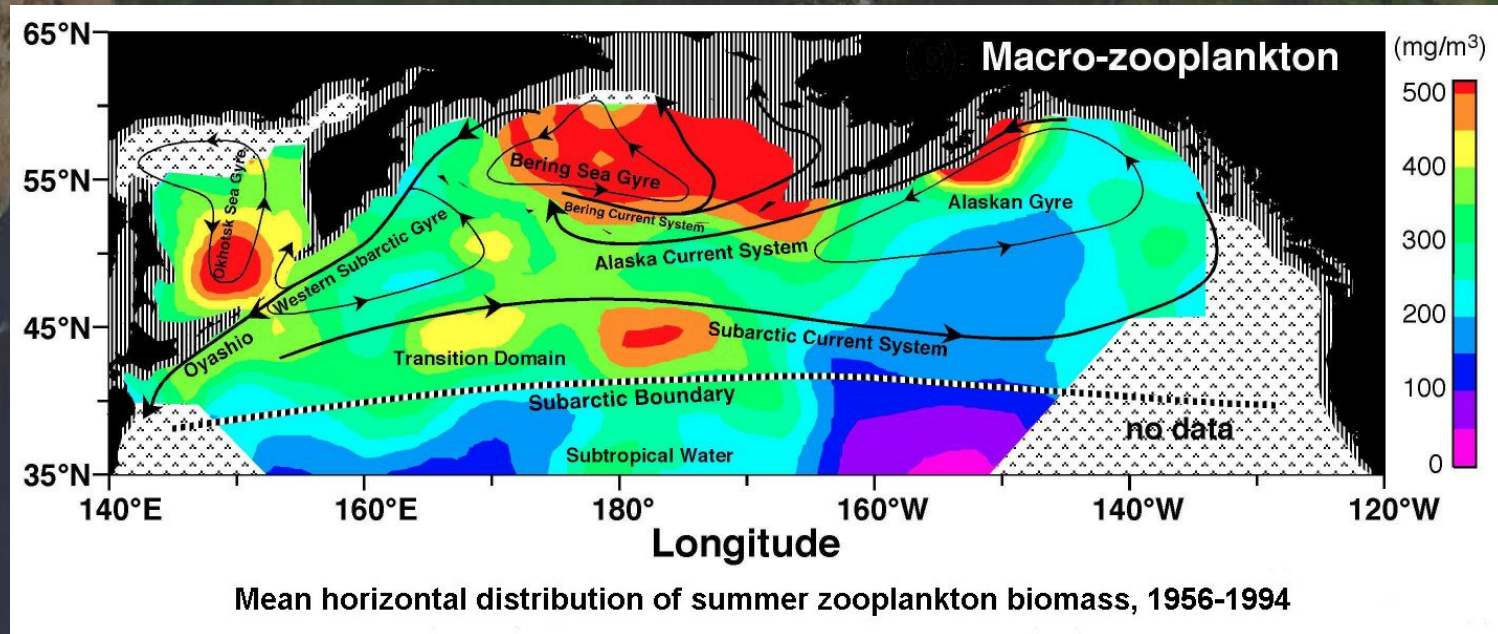 65°N
55°N
45°N
35°N
Macro-zooplankton
(mg/m³)
500
400
300
200
100
0
Okhotsk Sea Gyre
Bering Sea Gyre
Bering Current System
Alaskan Gyre
Western Subarctic Gyre
Alaska Current System
Oyashio
Transition Domain
Subarctic Current System
Subarctic Boundary
no data
Subtropical Water
140°E
160°E
180°
160°W
140°W
120°W
Longitude
Mean horizontal distribution of summer zooplankton biomass, 1956-1994